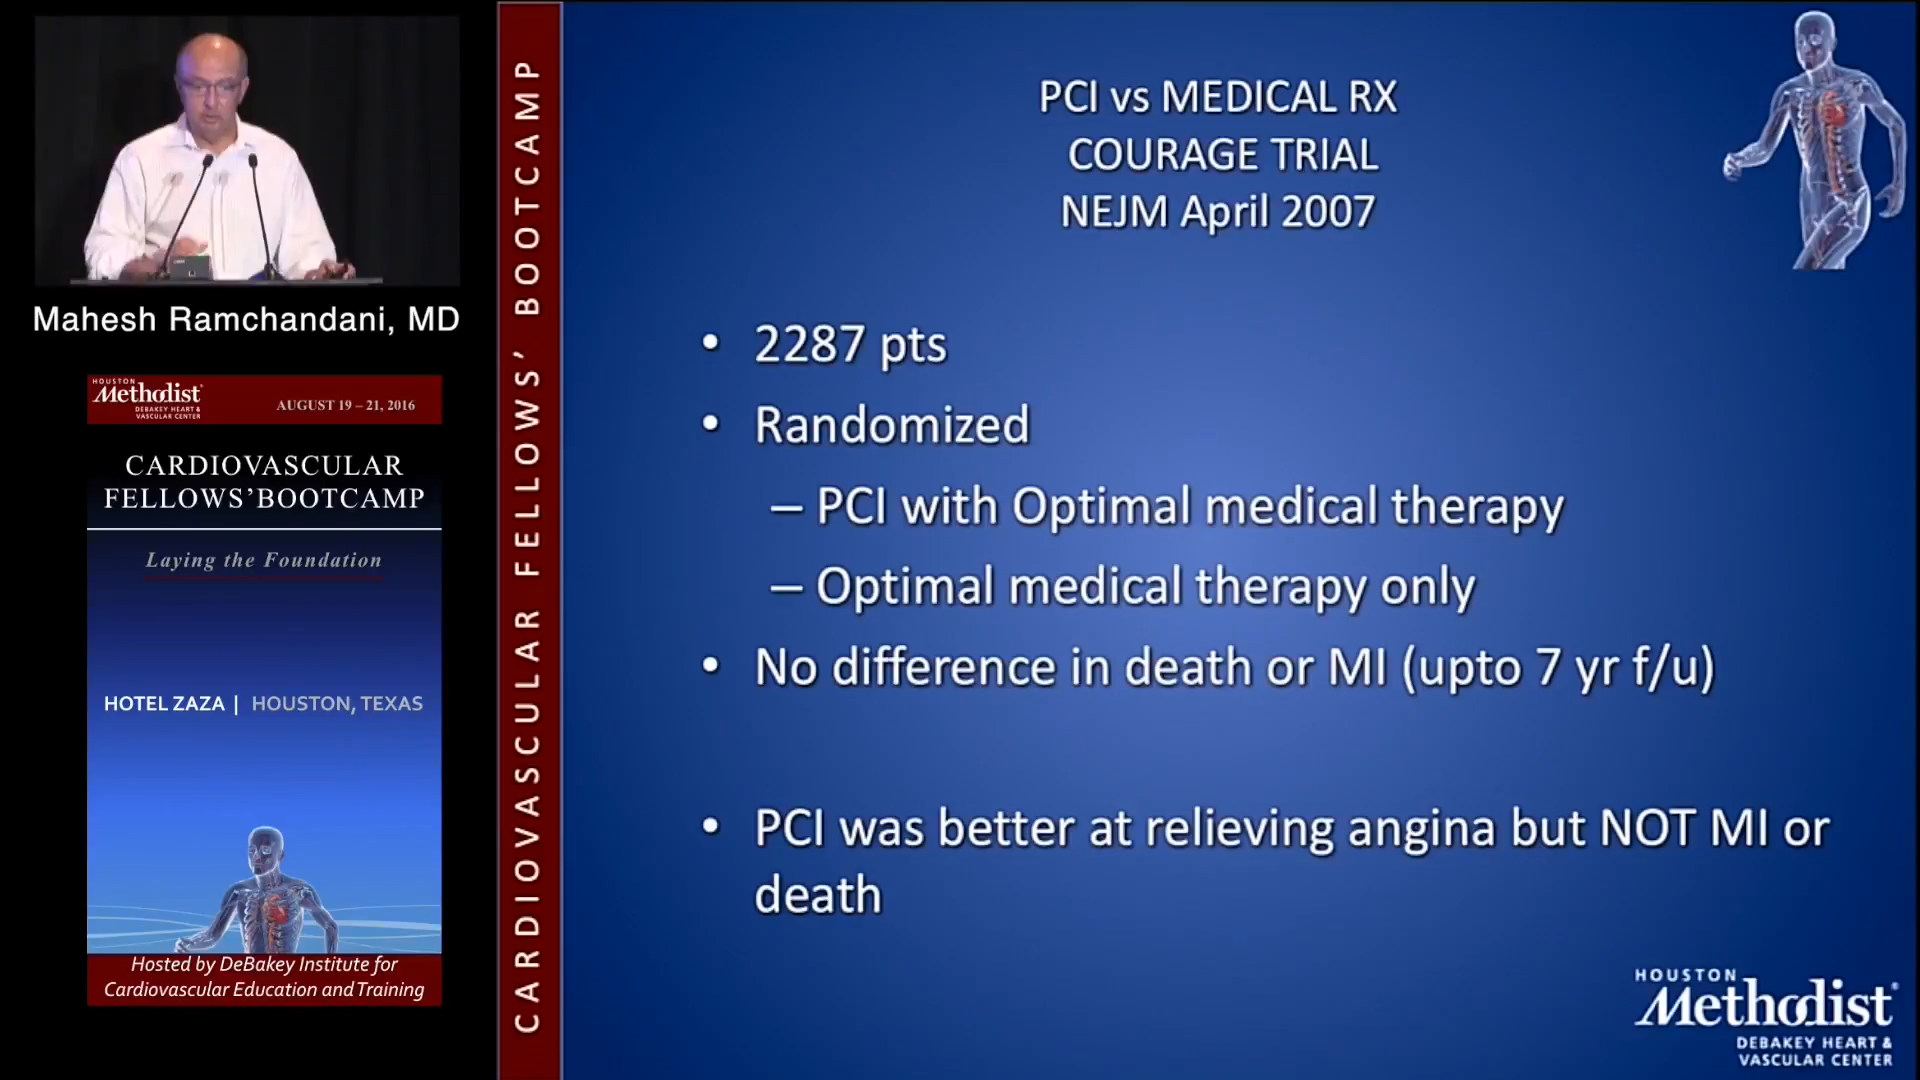 Mahesh Ramchandani, MD
HOUSTON
Methodist
DEBAKEY HEART &
VASCULAR CENTER
AUGUST 19 – 21, 2016
CARDIOVASCULAR
FELLOWS’BOOTCAMP
Laying the Foundation
HOTEL ZAZA | HOUSTON, TEXAS
Hosted by DeBakey Institute for
Cardiovascular Education and Training
CARDIOVASCULAR FELLOWS’ BOOTCAMP
PCI vs MEDICAL RX
COURAGE TRIAL
NEJM April 2007
• 2287 pts
• Randomized
– PCI with Optimal medical therapy
– Optimal medical therapy only
• No difference in death or MI (upto 7 yr f/u)
• PCI was better at relieving angina but NOT MI or
death
HOUSTON
Methodist
DEBAKEY HEART &
VASCULAR CENTER